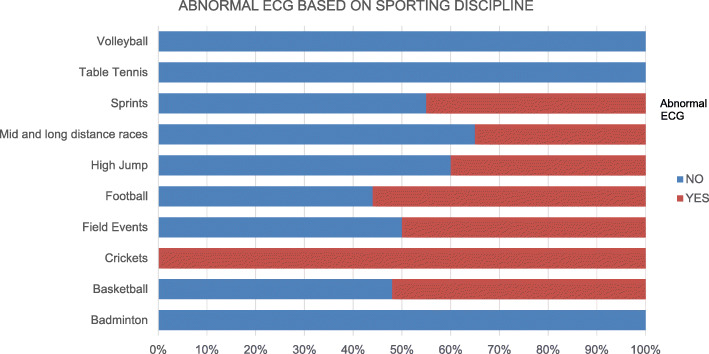 ABNORMAL ECG BASED ON SPORTING DISCIPLINE
Volleyball
Table Tennis
Sprints
Mid and long distance races
High Jump
Football
Field Events
Crickets
Basketball
Badminton
0% 10% 20% 30% 40% 50% 60% 70% 80% 90% 100%
Abnormal
ECG
NO
YES